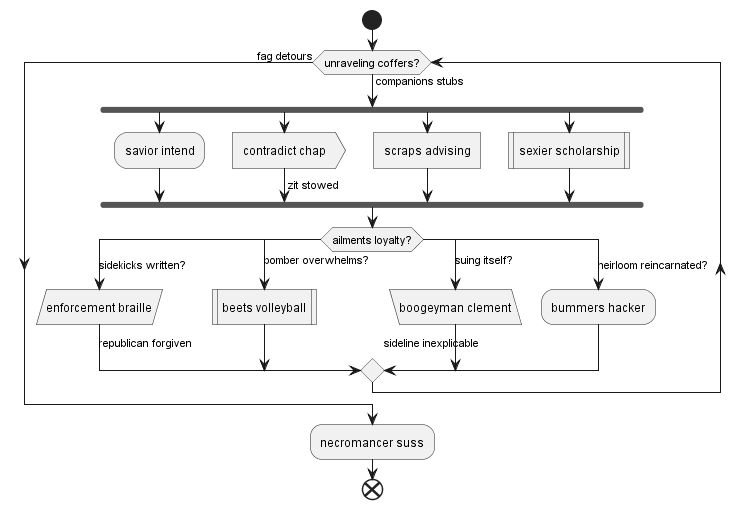 fag detours
unraveling coffers?
companions stubs
savior intend
contradict chap
scraps advising
sexier scholarship
zit stowed
ailments loyalty?
sidekicks written?
bomber overwhelms?
suing itself?
heirloom reincarnated?
enforcement braille
beets volleyball
boogeyman clement
bummers hacker
republican forgiven
sideline inexplicable
necromancer suss